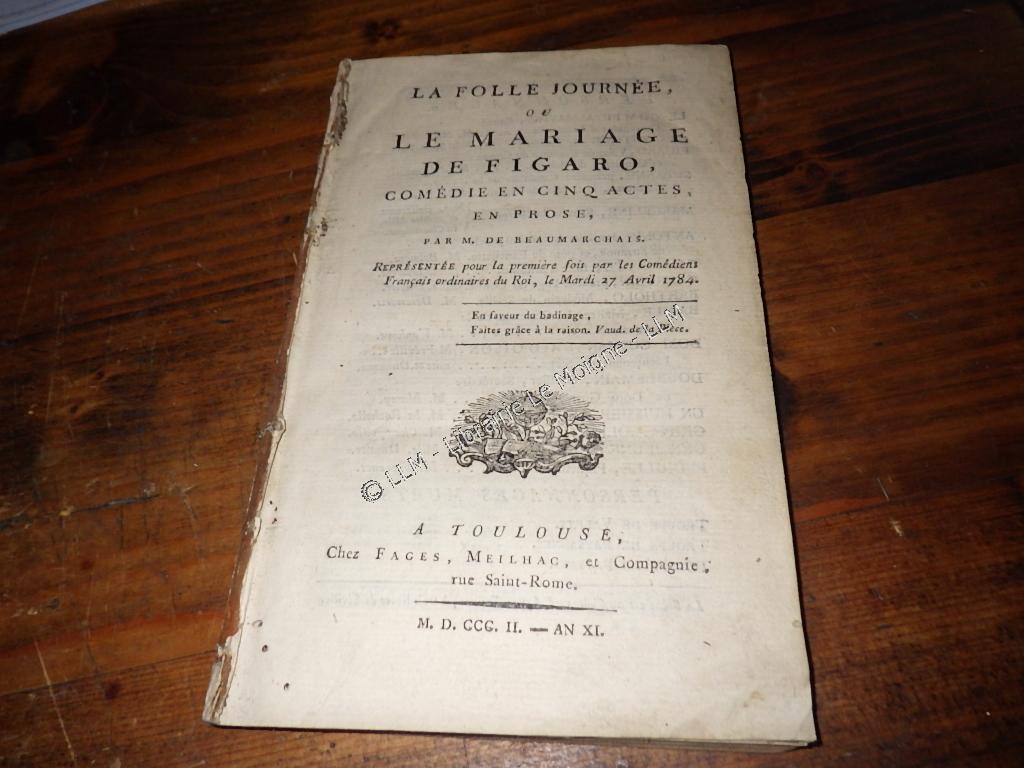 LA FOLLE JOURNÉE,
OU
LE MARIAGE
DE FIGARO,
COMÉDIE EN CINQ ACTES,
EN PROSE,
PAR M. DE BEAUMARCHAIS.
REPRÉSENTÉE pour la première fois par les Comédiens
Français ordinaires du Roi, le Mardi 27 Avril 1784.
En faveur du badinage,
Faites grâce à la raison. Vaud. de la Pièce.
© LLM - Librairie Le Moigne - LLM
A TOULOUSE,
Chez FAGES, MEILHAC, et Compagnie,
rue Saint-Rome.
M. D. CCC. II. — AN XI.